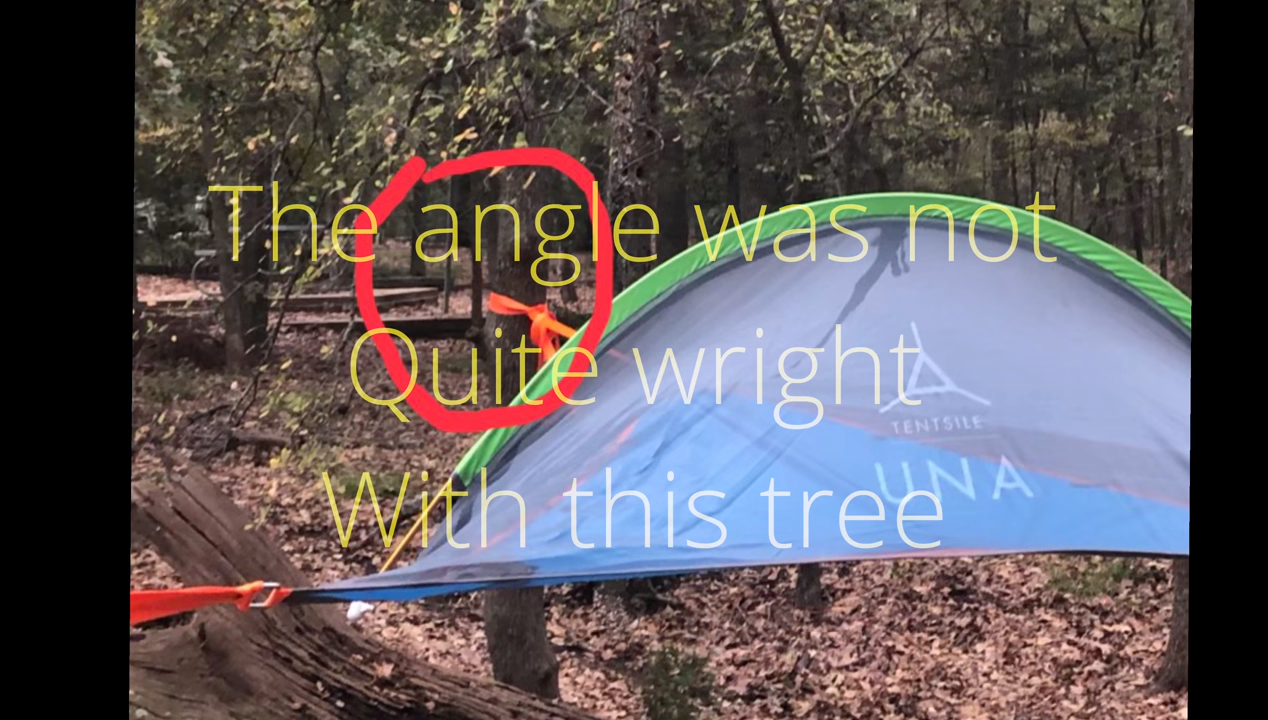 The angle was not
Quite wright
With this tree
TENTSILE
UNA